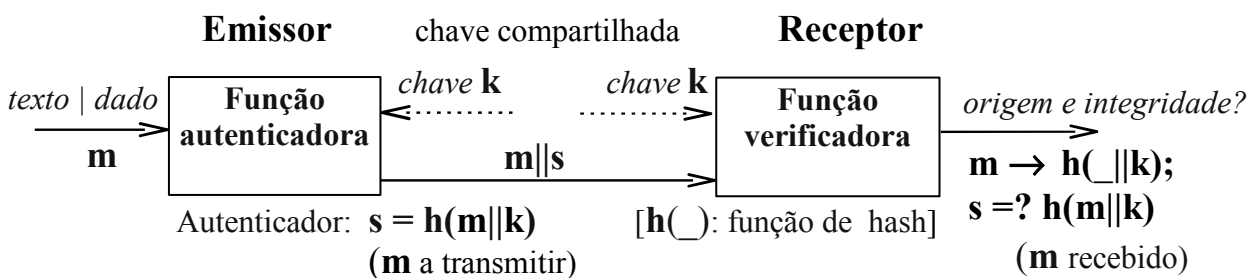 Emissor chave compartilhada Receptor
texto | dado
m
Função
autenticadora
chave k
chave k
m||s
Função
verificadora
origem e integridade?
m → h(_||k);
s =? h(m||k)
(m recebido)
Autenticador: s = h(m||k)
(m a transmitir)
[h(_): função de hash]